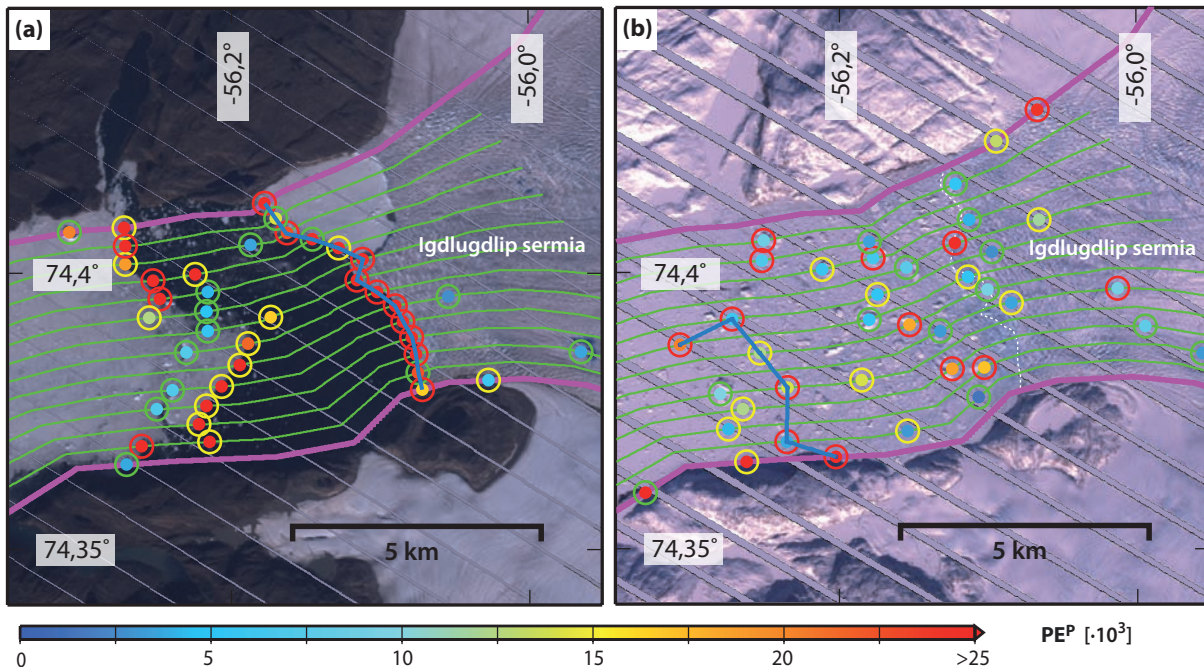 (a)
-56,2°
-56,0°
Igdlugdlip sermia
74,4°
74,35°
5 km
(b)
-56,2°
-56,0°
Igdlugdlip sermia
74,4°
74,35°
5 km
0 5 10 15 20 >25
PEᴾ [·10³]